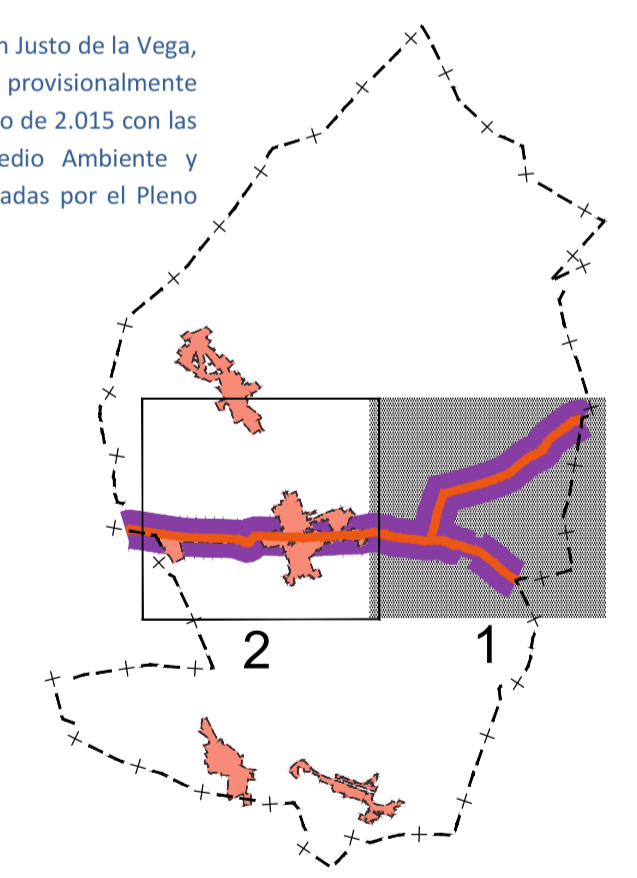 n Justo de la Vega,
provisionalmente
o de 2.015 con las
edio Ambiente y
adas por el Pleno
2
1